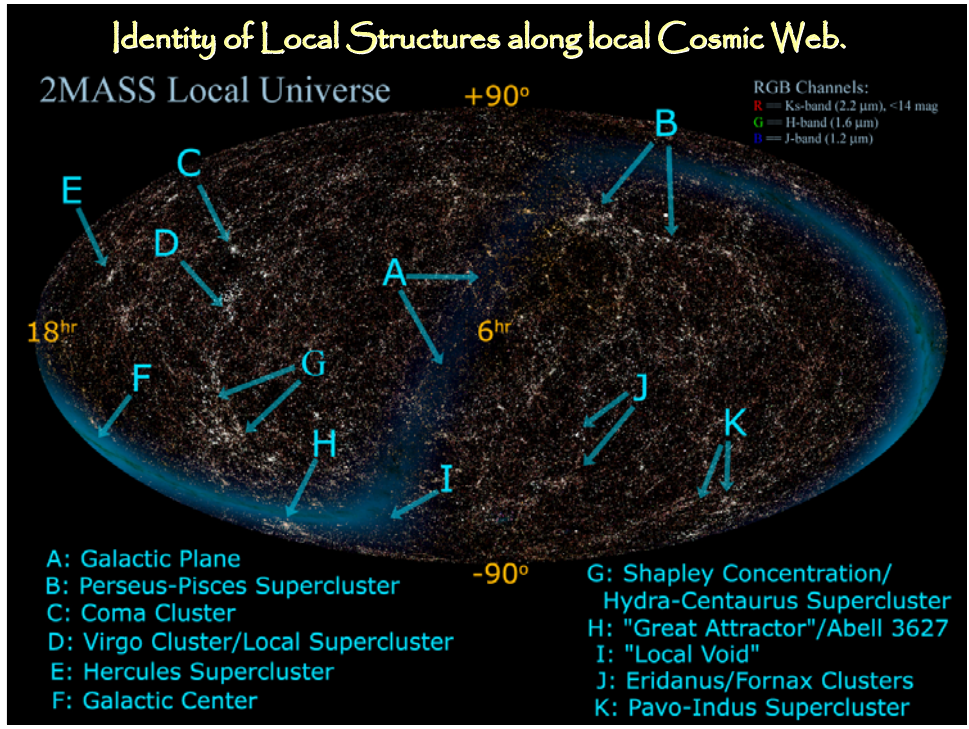 Identity of Local Structures along local Cosmic Web.
2MASS Local Universe
+90°
RGB Channels:
R == Ks-band (2.2 μm), <14 mag
G == H-band (1.6 μm)
B == J-band (1.2 μm)
B
C
E
D
A
18hr
6hr
G
F
J
K
H
I
-90°
A: Galactic Plane
B: Perseus-Pisces Supercluster
C: Coma Cluster
D: Virgo Cluster/Local Supercluster
E: Hercules Supercluster
F: Galactic Center
G: Shapley Concentration/
Hydra-Centaurus Supercluster
H: "Great Attractor"/Abell 3627
I: "Local Void"
J: Eridanus/Fornax Clusters
K: Pavo-Indus Supercluster